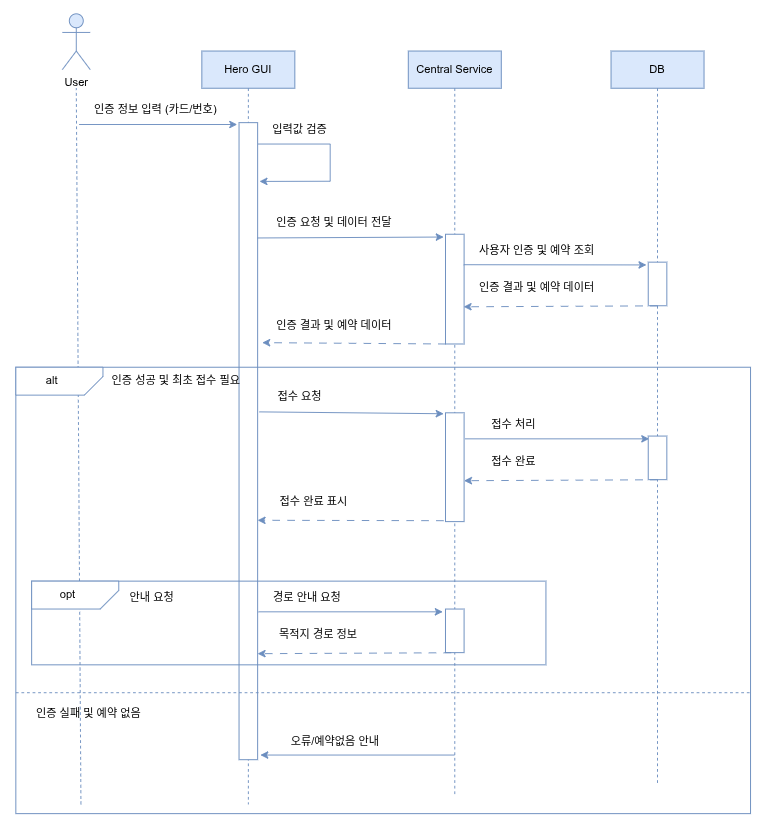 User
Hero GUI
Central Service
DB
인증 정보 입력 (카드/번호)
입력값 검증
인증 요청 및 데이터 전달
사용자 인증 및 예약 조회
인증 결과 및 예약 데이터
인증 결과 및 예약 데이터
alt
인증 성공 및 최초 접수 필요
접수 요청
접수 처리
접수 완료
접수 완료 표시
opt
안내 요청
경로 안내 요청
목적지 경로 정보
인증 실패 및 예약 없음
오류/예약없음 안내